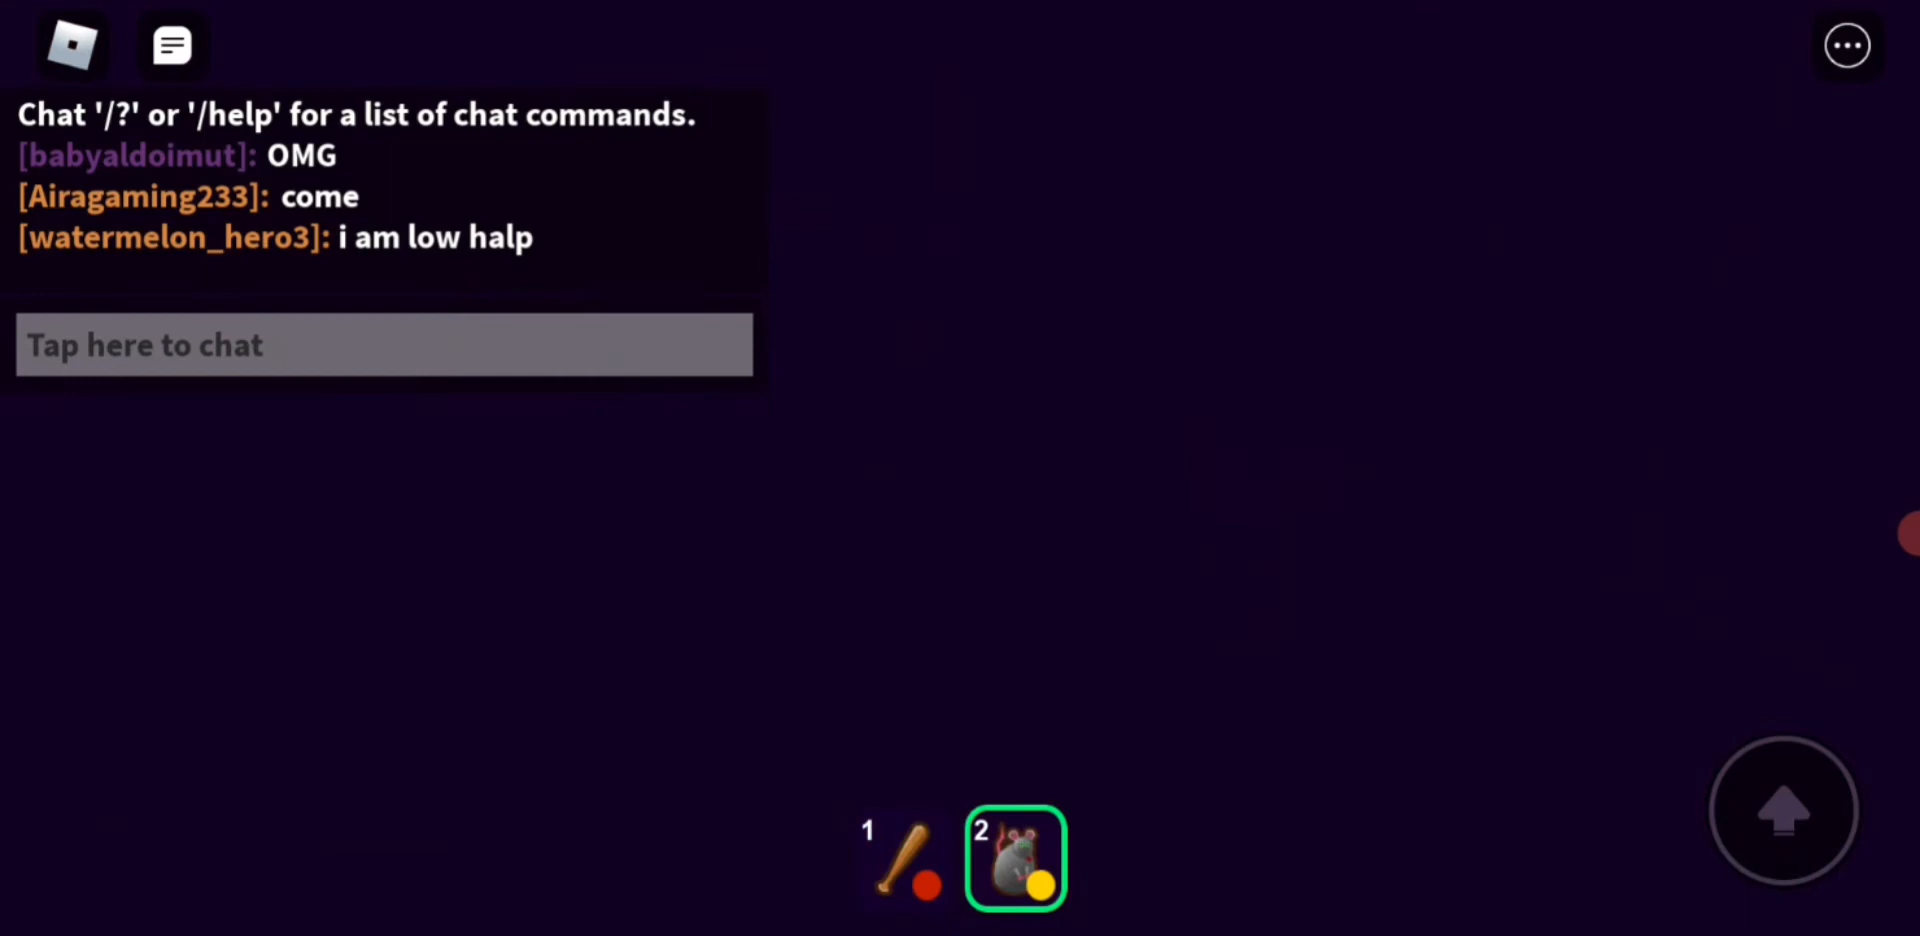 Chat '/?' or '/help' for a list of chat commands.
[babyaldoimut]: OMG
[Airagaming233]: come
[watermelon_hero3]: i am low halp
Tap here to chat
1 2